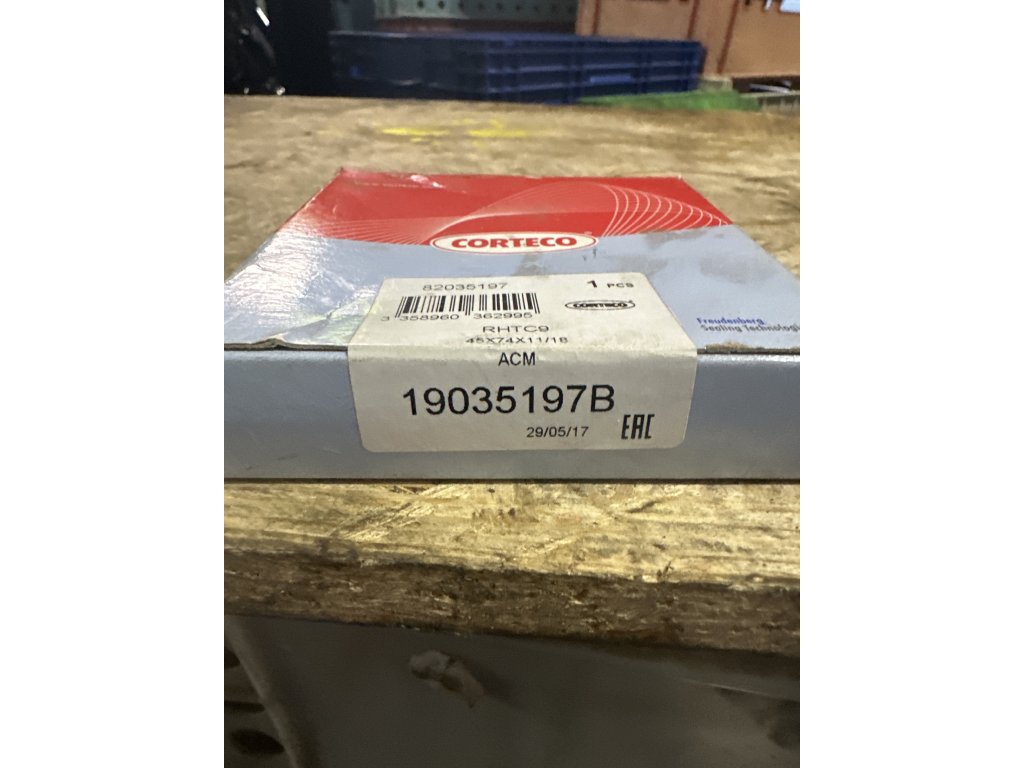 CORTECO
82035197
1 PCS
3 358960 362995
CORTECO
RHTC9
45X74X11/18
Freudenberg
Sealing Technologi
ACM
19035197B
29/05/17
EAC